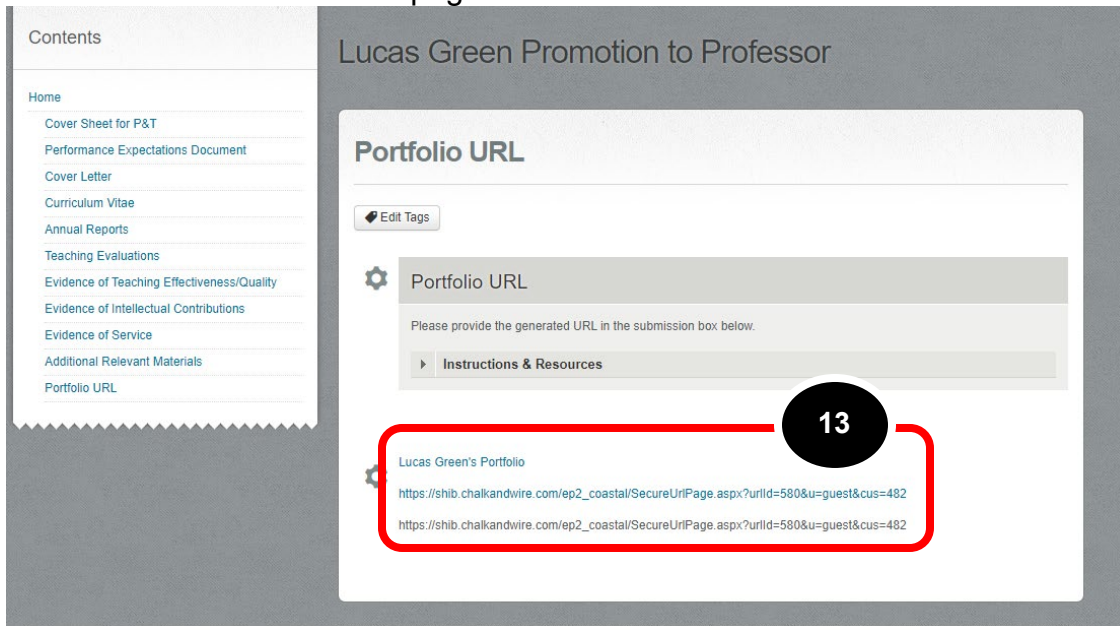 Contents
Lucas Green Promotion to Professor
Home
Cover Sheet for P&T
Performance Expectations Document
Cover Letter
Curriculum Vitae
Annual Reports
Teaching Evaluations
Evidence of Teaching Effectiveness/Quality
Evidence of Intellectual Contributions
Evidence of Service
Additional Relevant Materials
Portfolio URL
Portfolio URL
Edit Tags
Portfolio URL
Please provide the generated URL in the submission box below.
Instructions & Resources
13
Lucas Green's Portfolio
https://shib.chalkandwire.com/ep2_coastal/SecureUrlPage.aspx?urlId=580&u=guest&cus=482
https://shib.chalkandwire.com/ep2_coastal/SecureUrlPage.aspx?urlId=580&u=guest&cus=482